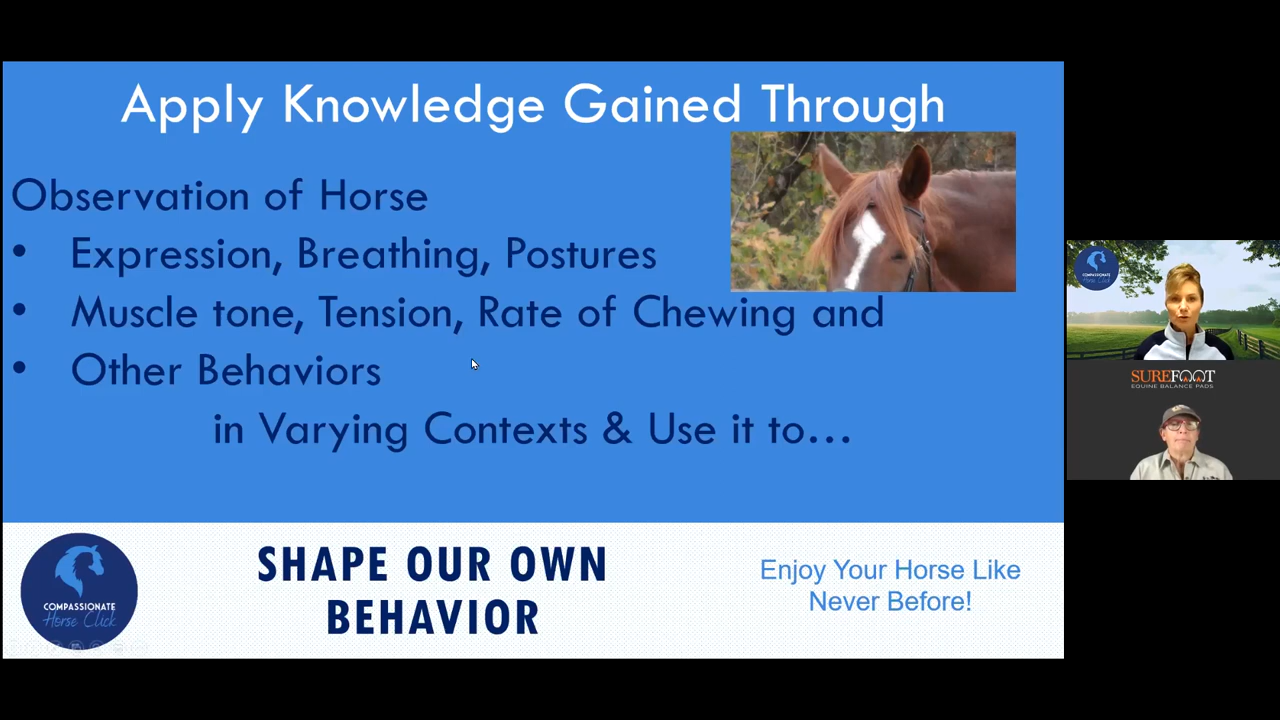 Apply Knowledge Gained Through
Observation of Horse
• Expression, Breathing, Postures
• Muscle tone, Tension, Rate of Chewing and
• Other Behaviors
in Varying Contexts & Use it to...
SHAPE OUR OWN
BEHAVIOR
Enjoy Your Horse Like
Never Before!
COMPASSIONATE
Horse Click
COMPASSIONATE
Horse Click
SUREFOOT
EQUINE BALANCE PADS